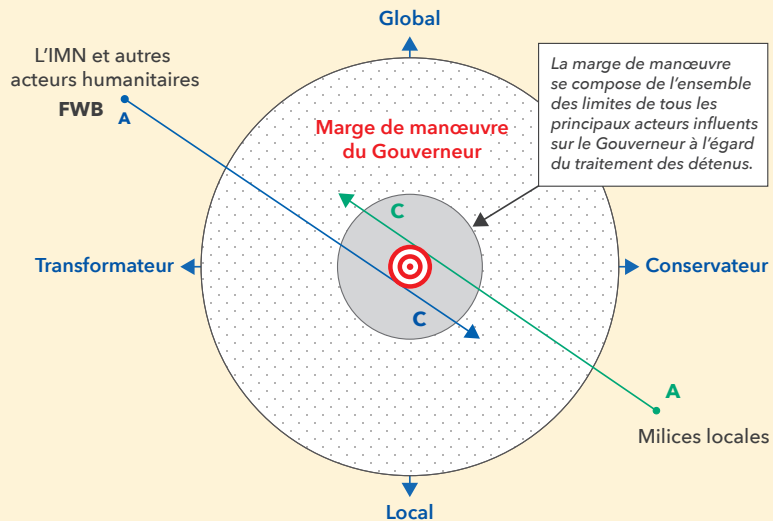 Global
L'IMN et autres
acteurs humanitaires
FWB A
La marge de manœuvre
se compose de l'ensemble
des limites de tous les
principaux acteurs influents
sur le Gouverneur à l'égard
du traitement des détenus.
Marge de manœuvre
du Gouverneur
C
Transformateur
Conservateur
C
A
Milices locales
Local